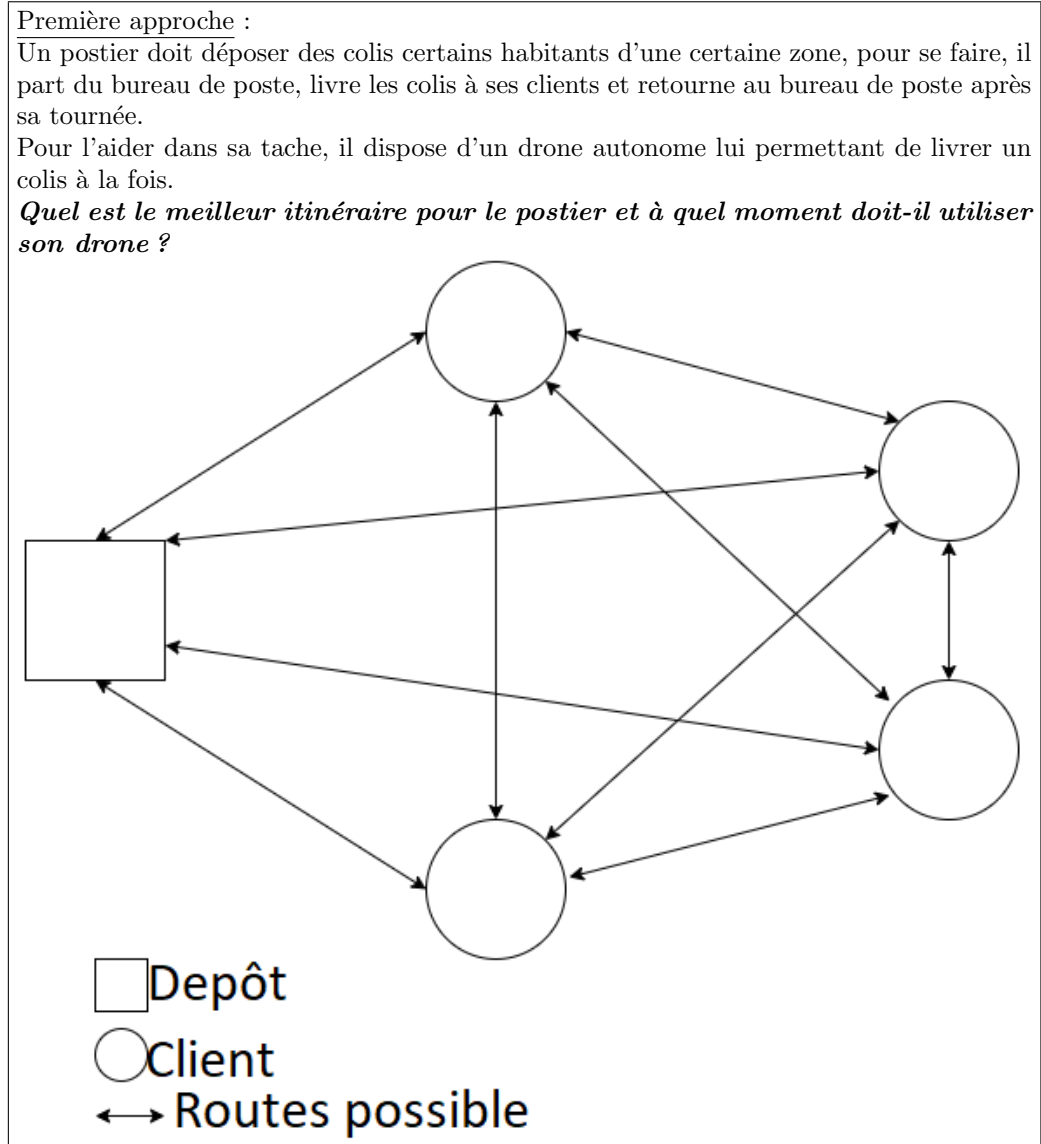 Première approche :
Un postier doit déposer des colis certains habitants d'une certaine zone, pour se faire, il
part du bureau de poste, livre les colis à ses clients et retourne au bureau de poste après
sa tournée.
Pour l'aider dans sa tache, il dispose d'un drone autonome lui permettant de livrer un
colis à la fois.
Quel est le meilleur itinéraire pour le postier et à quel moment doit-il utiliser
son drone ?
Depôt
Client
Routes possible